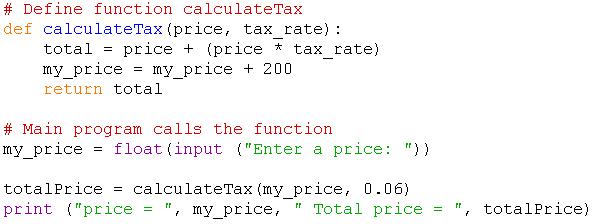 # Define function calculateTax
def calculateTax(price, tax_rate):
    total = price + (price * tax_rate)
    my_price = my_price + 200
    return total

# Main program calls the function
my_price = float(input ("Enter a price: "))

totalPrice = calculateTax(my_price, 0.06)
print ("price = ", my_price, " Total price = ", totalPrice)